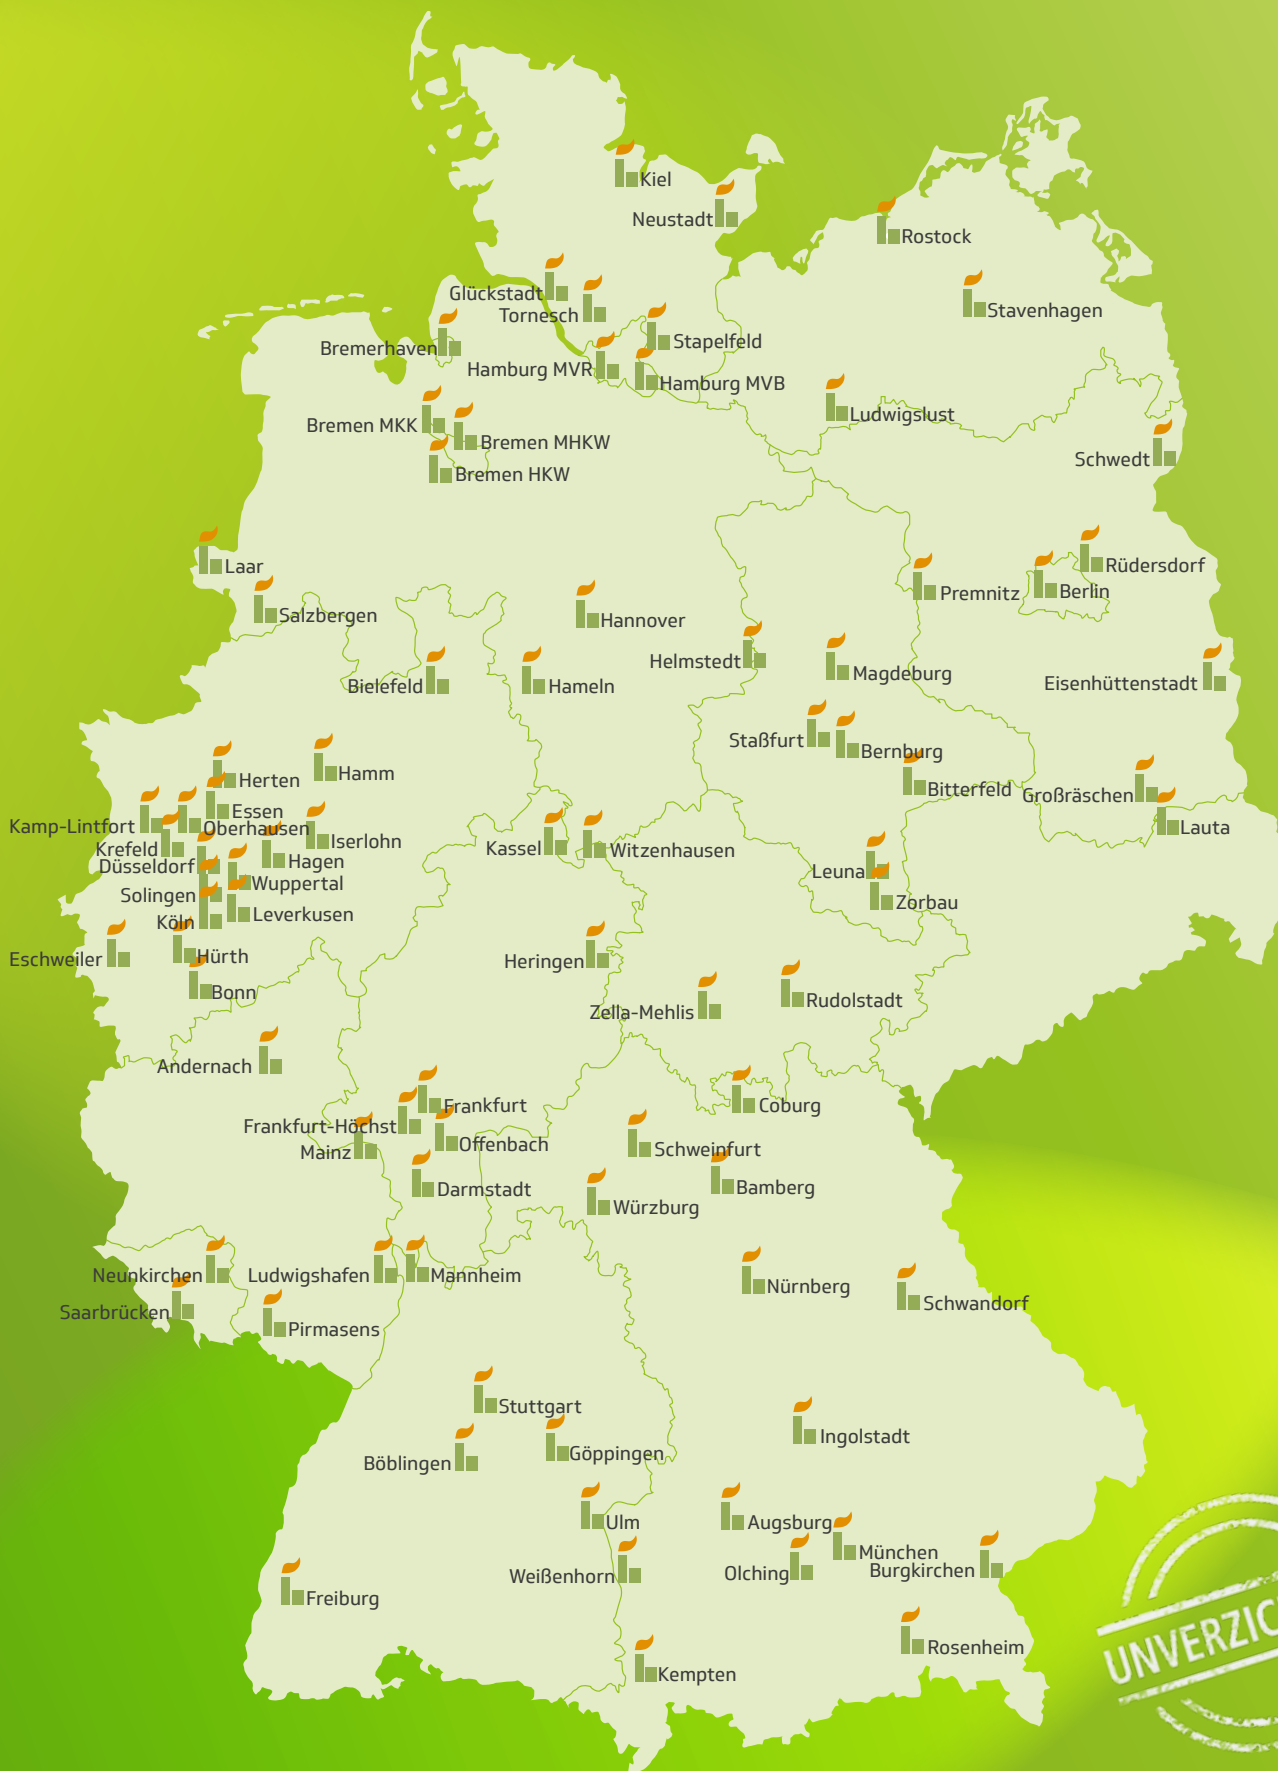 Kiel
Neustadt
Rostock
Glückstadt
Stavenhagen
Tornesch
Stapelfeld
Bremerhaven
Hamburg MVR
Hamburg MVB
Ludwigslust
Bremen MKK
Bremen MHKW
Schwedt
Bremen HKW
Laar
Rüdersdorf
Premnitz
Berlin
Salzbergen
Hannover
Helmstedt
Magdeburg
Eisenhüttenstadt
Bielefeld
Hameln
Staßfurt
Bernburg
Hamm
Herten
Bitterfeld
Großräschen
Essen
Kamp-Lintfort
Oberhausen
Lauta
Iserlohn
Krefeld
Kassel
Witzenhausen
Hagen
Düsseldorf
Leuna
Wuppertal
Solingen
Zorbau
Leverkusen
Köln
Hürth
Eschweiler
Heringen
Bonn
Rudolstadt
Zella-Mehlis
Andernach
Frankfurt
Coburg
Frankfurt-Höchst
Offenbach
Schweinfurt
Mainz
Darmstadt
Bamberg
Würzburg
Neunkirchen
Ludwigshafen
Mannheim
Nürnberg
Schwandorf
Saarbrücken
Pirmasens
Stuttgart
Ingolstadt
Göppingen
Böblingen
Ulm
Augsburg
München
Burgkirchen
Olching
Weißenhorn
Freiburg
Rosenheim
Kempten
UNVERZIC